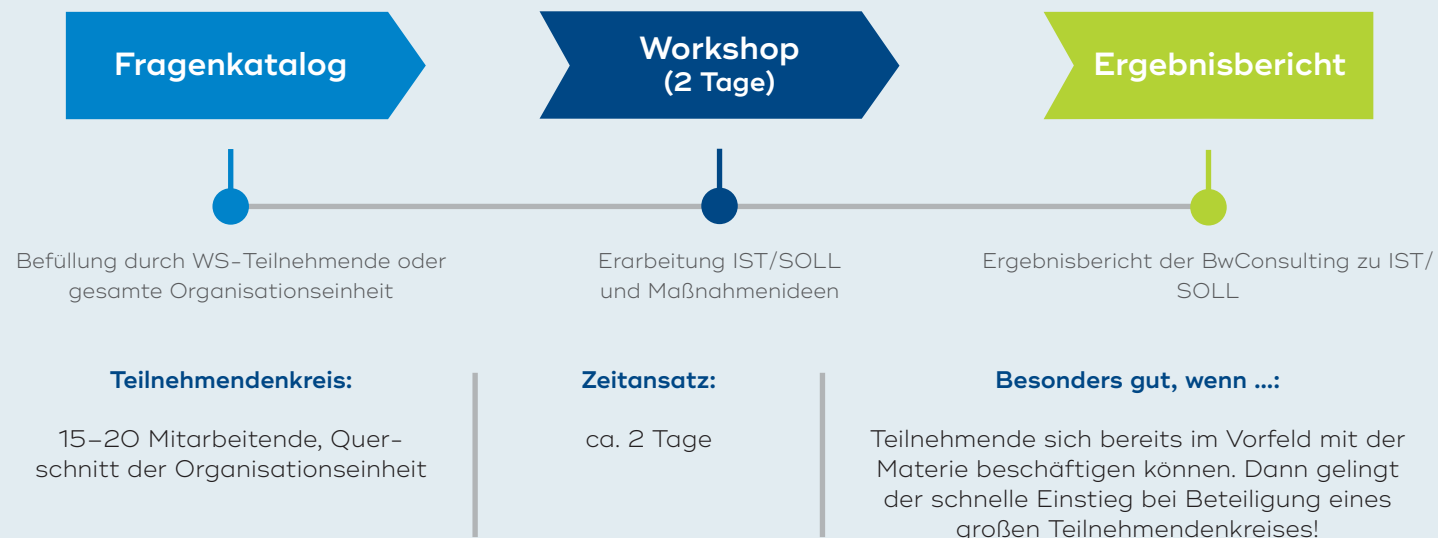 Fragenkatalog
Workshop
(2 Tage)
Ergebnisbericht
Befüllung durch WS-Teilnehmende oder
gesamte Organisationseinheit
Erarbeitung IST/SOLL
und Maßnahmenideen
Ergebnisbericht der BwConsulting zu IST/
SOLL
Teilnehmendenkreis:
15–20 Mitarbeitende, Quer-
schnitt der Organisationseinheit
Zeitansatz:
ca. 2 Tage
Besonders gut, wenn ...:
Teilnehmende sich bereits im Vorfeld mit der
Materie beschäftigen können. Dann gelingt
der schnelle Einstieg bei Beteiligung eines
großen Teilnehmendenkreises!